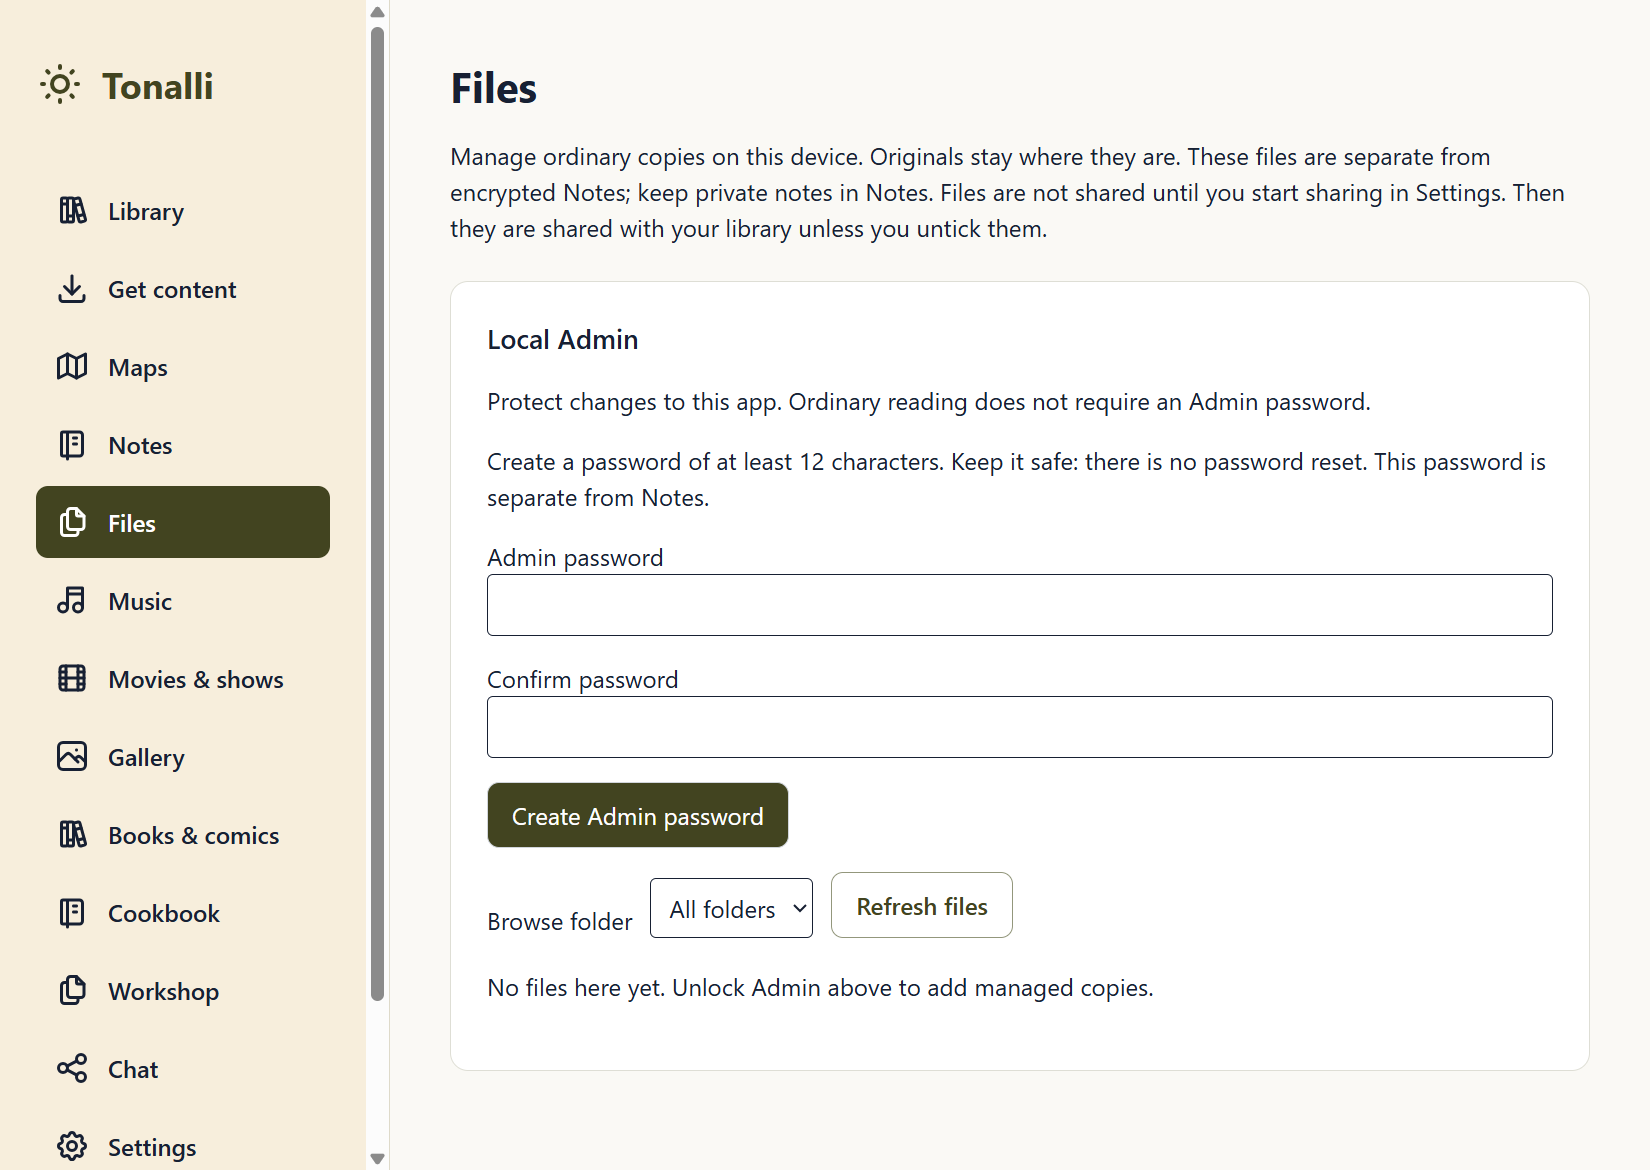 Tonalli
Library
Get content
Maps
Notes
Files
Music
Movies & shows
Gallery
Books & comics
Cookbook
Workshop
Chat
Settings
Files
Manage ordinary copies on this device. Originals stay where they are. These files are separate from
encrypted Notes; keep private notes in Notes. Files are not shared until you start sharing in Settings. Then
they are shared with your library unless you untick them.
Local Admin
Protect changes to this app. Ordinary reading does not require an Admin password.
Create a password of at least 12 characters. Keep it safe: there is no password reset. This password is
separate from Notes.
Admin password
Confirm password
Create Admin password
Browse folder All folders Refresh files
No files here yet. Unlock Admin above to add managed copies.